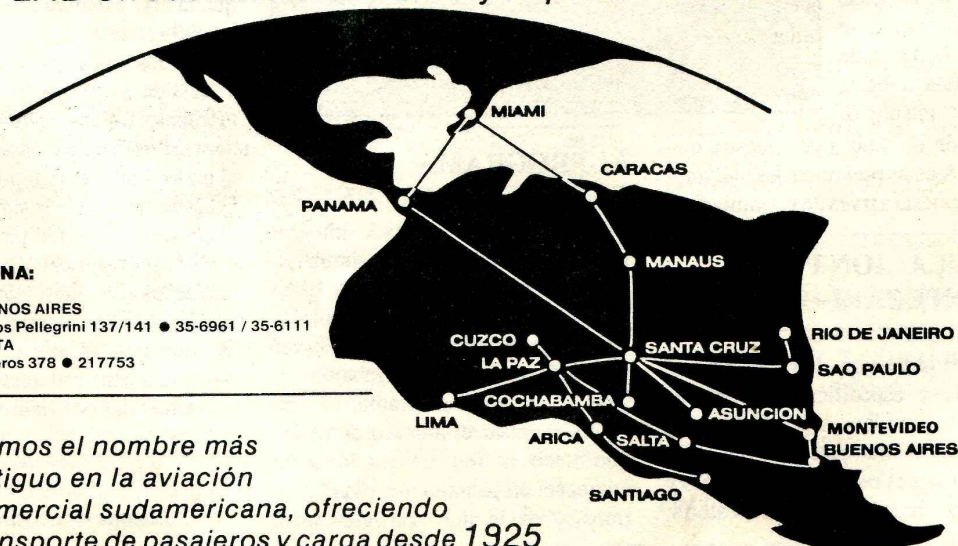 MIAMI
CARACAS
PANAMA
MANAUS
NA:
NOS AIRES
os Pellegrini 137/141 ● 35-6961 / 35-6111
TA
eros 378 ● 217753
CUZCO
RIO DE JANEIRO
SANTA CRUZ
LA PAZ
SAO PAULO
COCHABAMBA
LIMA
ASUNCION
ARICA
SALTA
MONTEVIDEO
BUENOS AIRES
SANTIAGO
mos el nombre más
tiguo en la aviación
mercial sudamericana, ofreciendo
nsporte de pasajeros y carga desde 1925